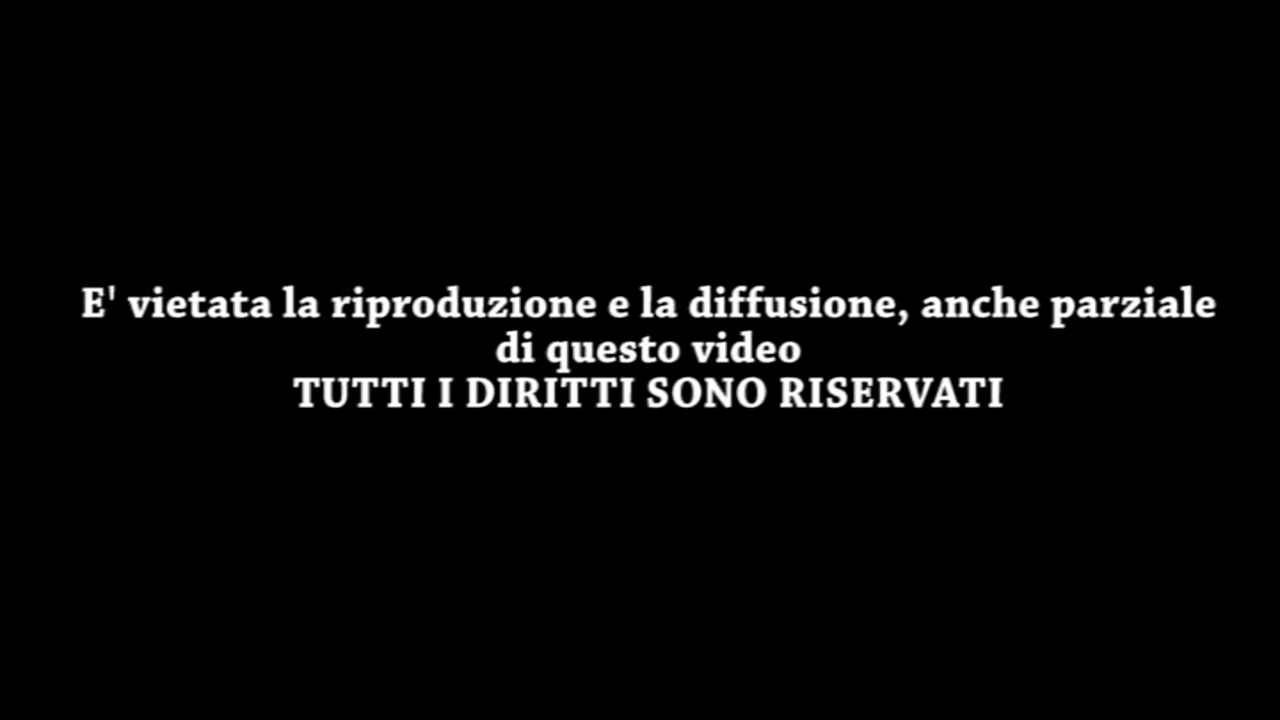 E' vietata la riproduzione e la diffusione, anche parziale
di questo video
TUTTI I DIRITTI SONO RISERVATI